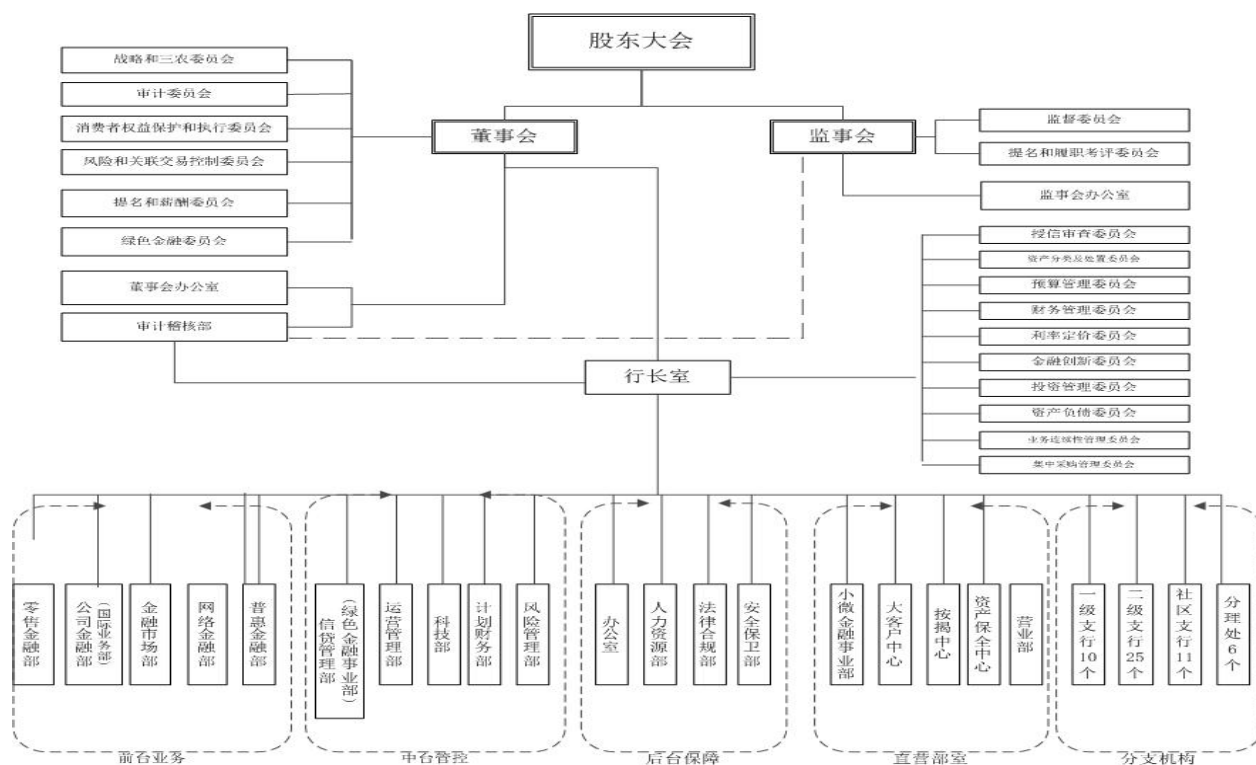 股东大会
董事会
监事会
战略和三农委员会
审计委员会
消费者权益保护和执行委员会
风险和关联交易控制委员会
提名和薪酬委员会
绿色金融委员会
董事会办公室
审计稽核部
监督委员会
提名和履职考评委员会
监事会办公室
行长室
授信审查委员会
资产分类及处置委员会
预算管理委员会
财务管理委员会
利率定价委员会
金融创新委员会
投资管理委员会
资产负债委员会
业务连续性管理委员会
集中采购管理委员会
零售金融部
公司金融部
（国际业务部）
金融市场部
网络金融部
普惠金融部
信贷管理部
（绿色金融事业部）
运营管理部
科技部
计划财务部
风险管理部
办公室
人力资源部
法律合规部
安全保卫部
小微金融事业部
大客户中心
按揭中心
资产保全中心
营业部
一级支行10个
二级支行25个
社区支行11个
分理处6个
前台业务
中台管控
后台保障
直营部室
分支机构